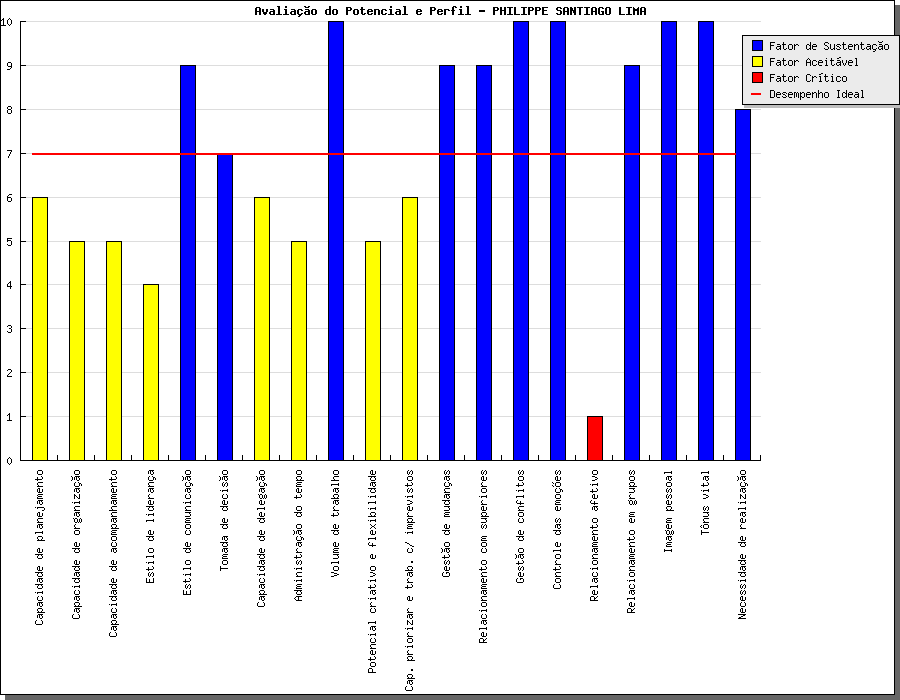 Avaliação do Potencial e Perfil - PHILIPPE SANTIAGO LIMA
Fator de Sustentação
Fator Aceitável
Fator Crítico
Desempenho Ideal
10
9
8
7
6
5
4
3
2
1
0
Capacidade de planejamento
Capacidade de organização
Capacidade de acompanhamento
Estilo de liderança
Estilo de comunicação
Tomada de decisão
Capacidade de delegação
Administração do tempo
Volume de trabalho
Potencial criativo e flexibilidade
Cap. priorizar e trab. c/ imprevistos
Gestão de mudanças
Relacionamento com superiores
Gestão de conflitos
Controle das emoções
Relacionamento afetivo
Relacionamento em grupos
Imagem pessoal
Tônus vital
Necessidade de realização